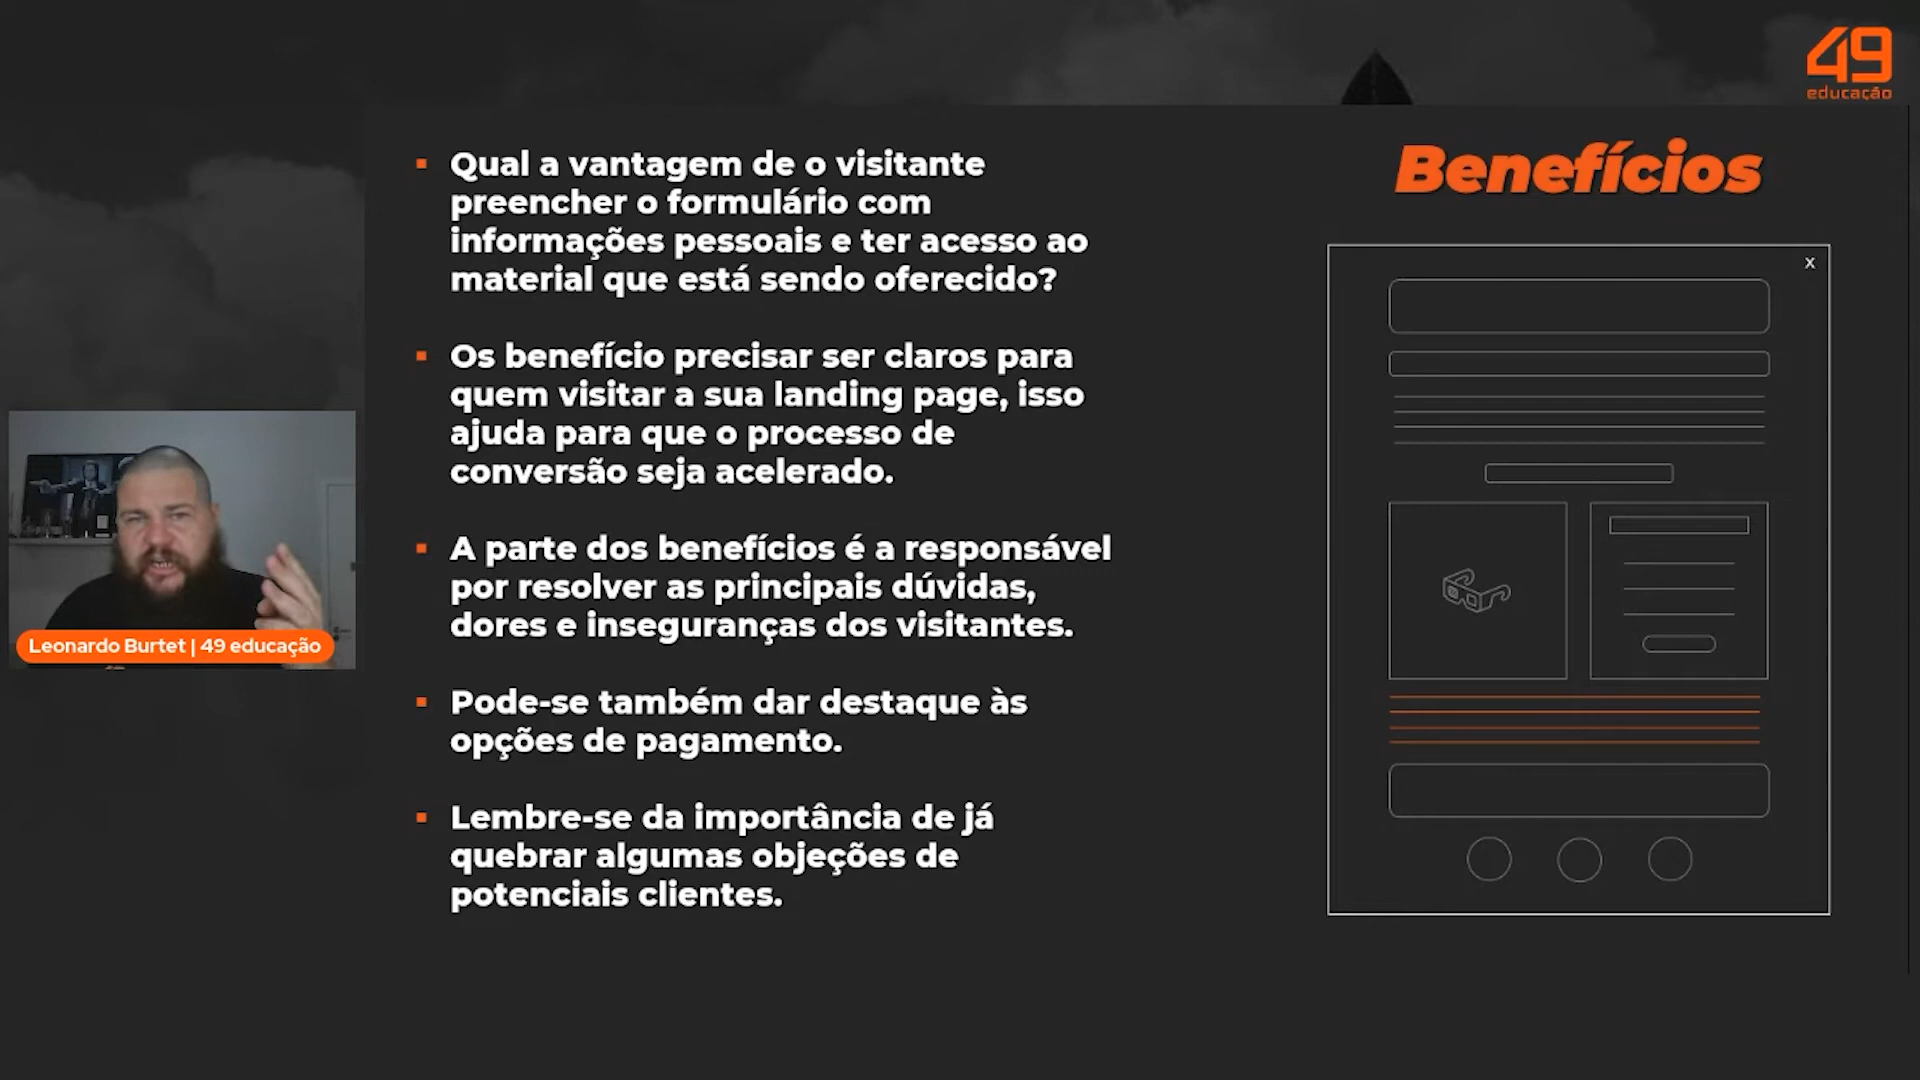 49
educação
Benefícios
Qual a vantagem de o visitante
preencher o formulário com
informações pessoais e ter acesso ao
material que está sendo oferecido?
Os benefício precisar ser claros para
quem visitar a sua landing page, isso
ajuda para que o processo de
conversão seja acelerado.
A parte dos benefícios é a responsável
por resolver as principais dúvidas,
dores e inseguranças dos visitantes.
Pode-se também dar destaque às
opções de pagamento.
Lembre-se da importância de já
quebrar algumas objeções de
potenciais clientes.
x
Leonardo Burtet | 49 educação